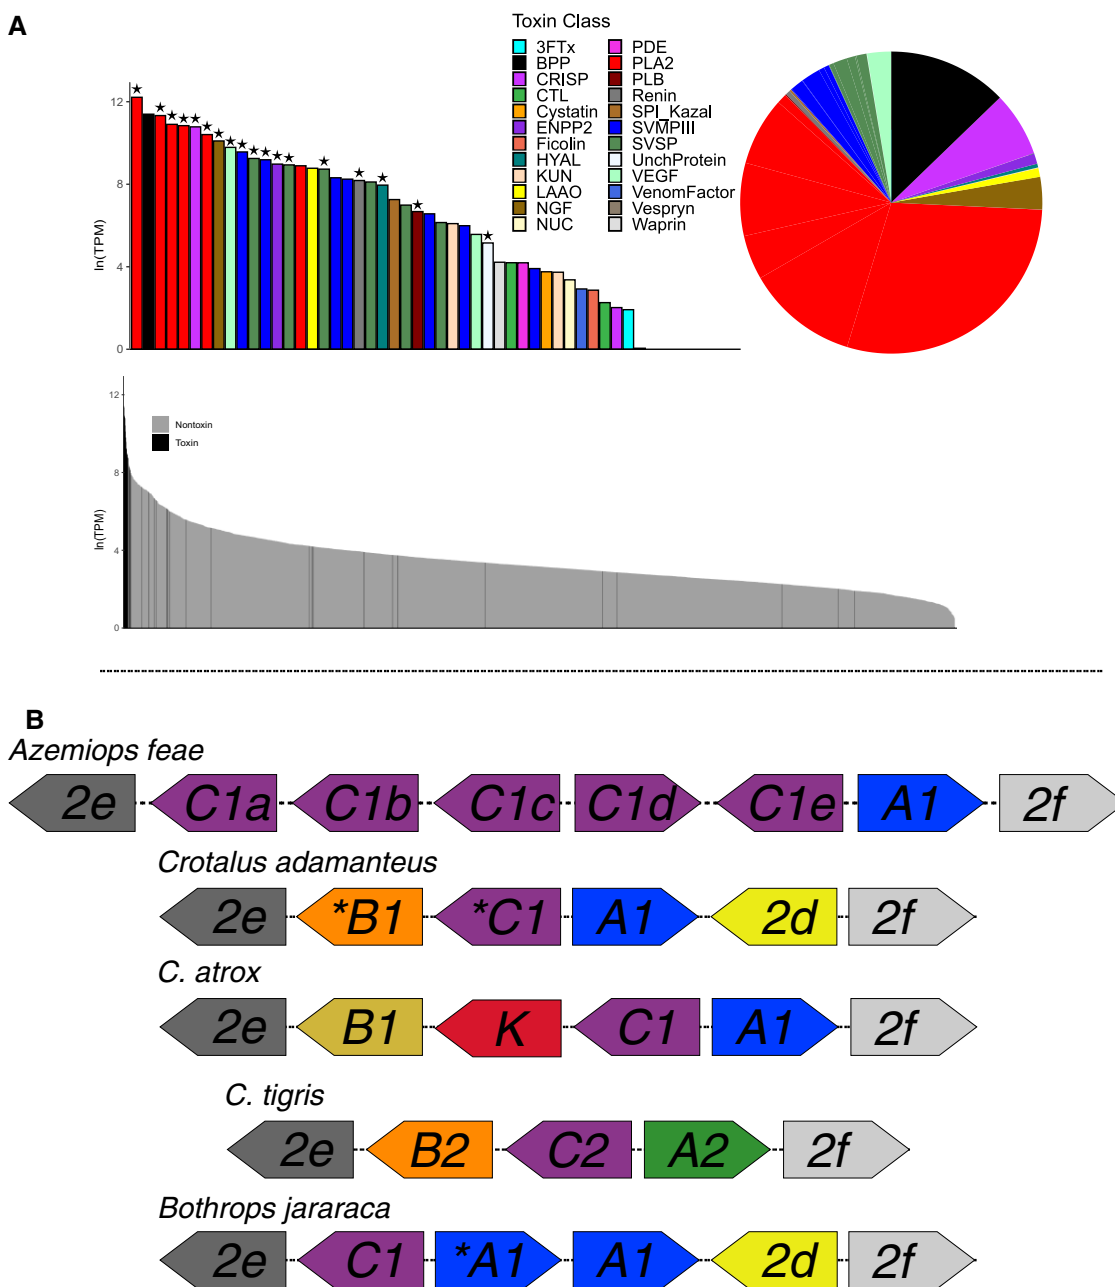 A
Toxin Class
3FTx PDE
BPP PLA2
CRISP PLB
CTL Renin
Cystatin SPI_Kazal
ENPP2 SVMPIII
Ficolin SVSP
HYAL UnchProtein
KUN VEGF
LAAO VenomFactor
NGF Vespryn
NUC Waprin
12
8
4
0
ln(TPM)
12
8
4
0
ln(TPM)
Nontoxin
Toxin
B
Azemiops feae
2e C1a C1b C1c C1d C1e A1 2f
Crotalus adamanteus
2e *B1 *C1 A1 2d 2f
C. atrox
2e B1 K C1 A1 2f
C. tigris
2e B2 C2 A2 2f
Bothrops jararaca
2e C1 *A1 A1 2d 2f